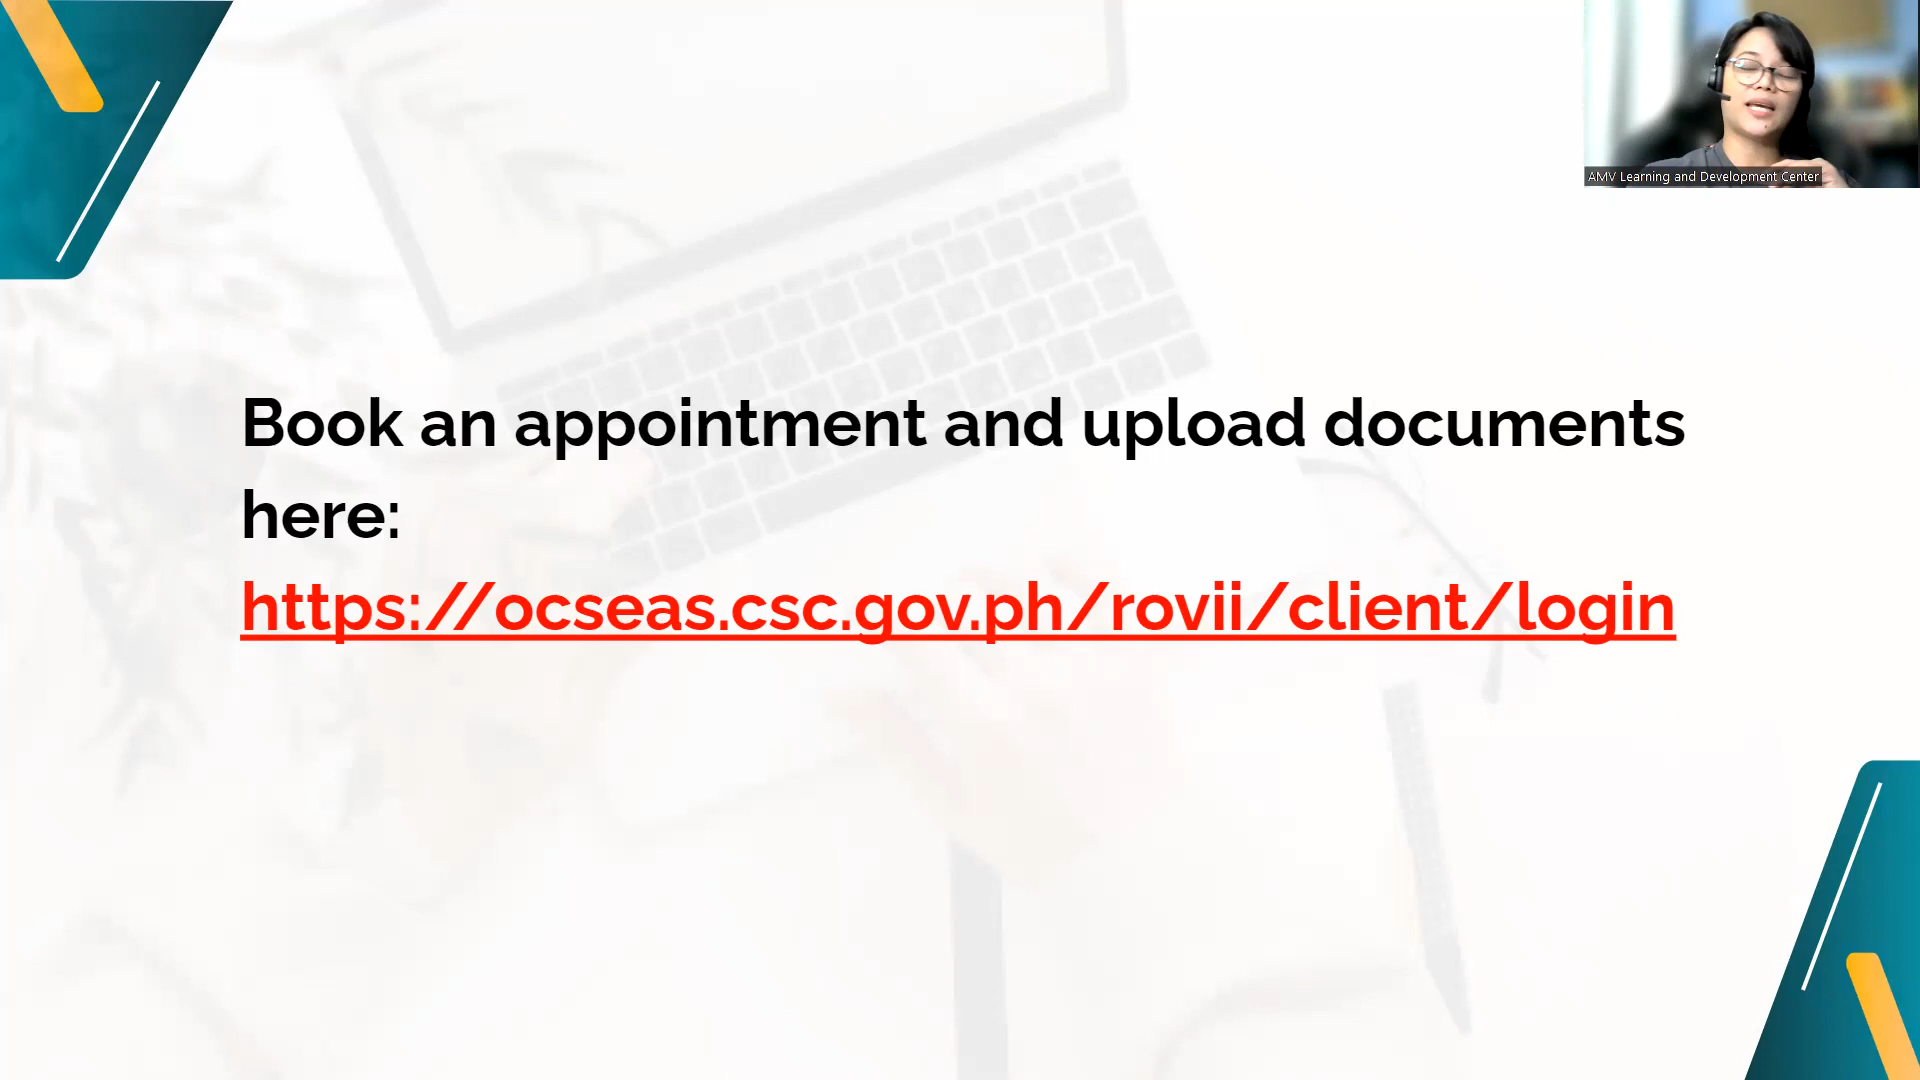 AMV Learning and Development Center
Book an appointment and upload documents
here:
https://ocseas.csc.gov.ph/rovii/client/login